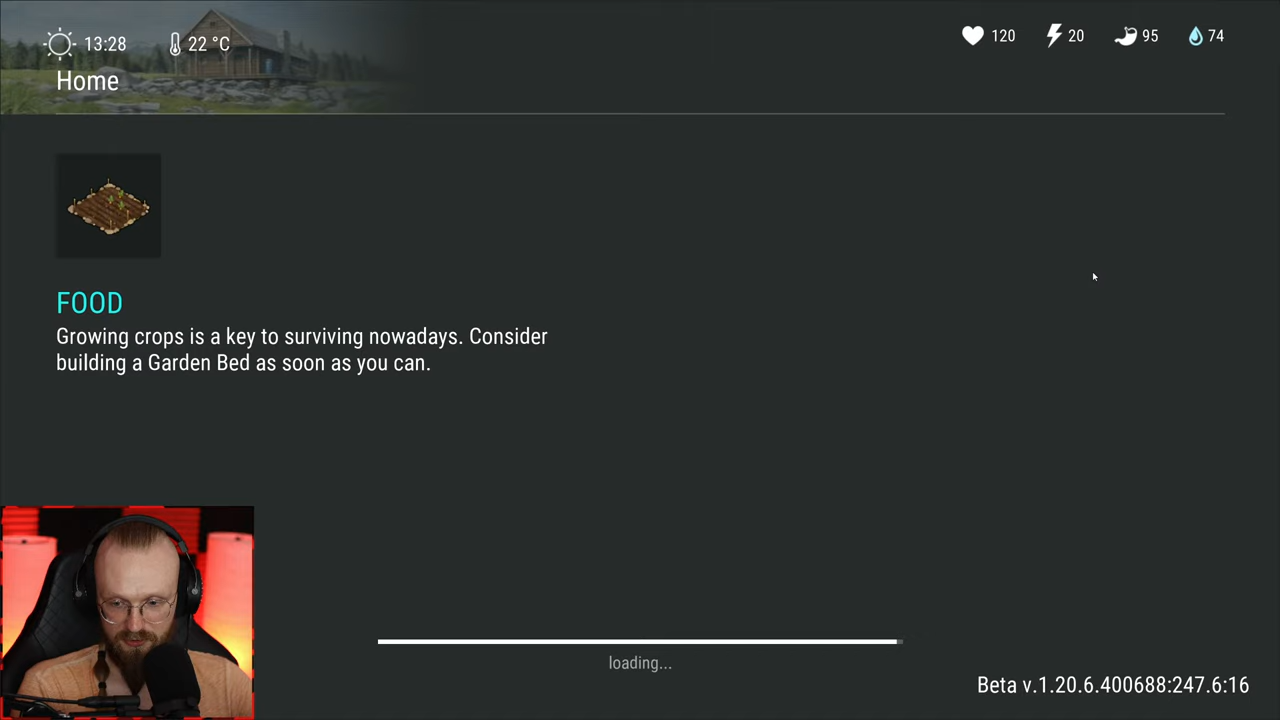 13:28
22 °C
120
20
95
74
Home
FOOD
Growing crops is a key to surviving nowadays. Consider
building a Garden Bed as soon as you can.
loading...
Beta v.1.20.6.400688:247.6:16